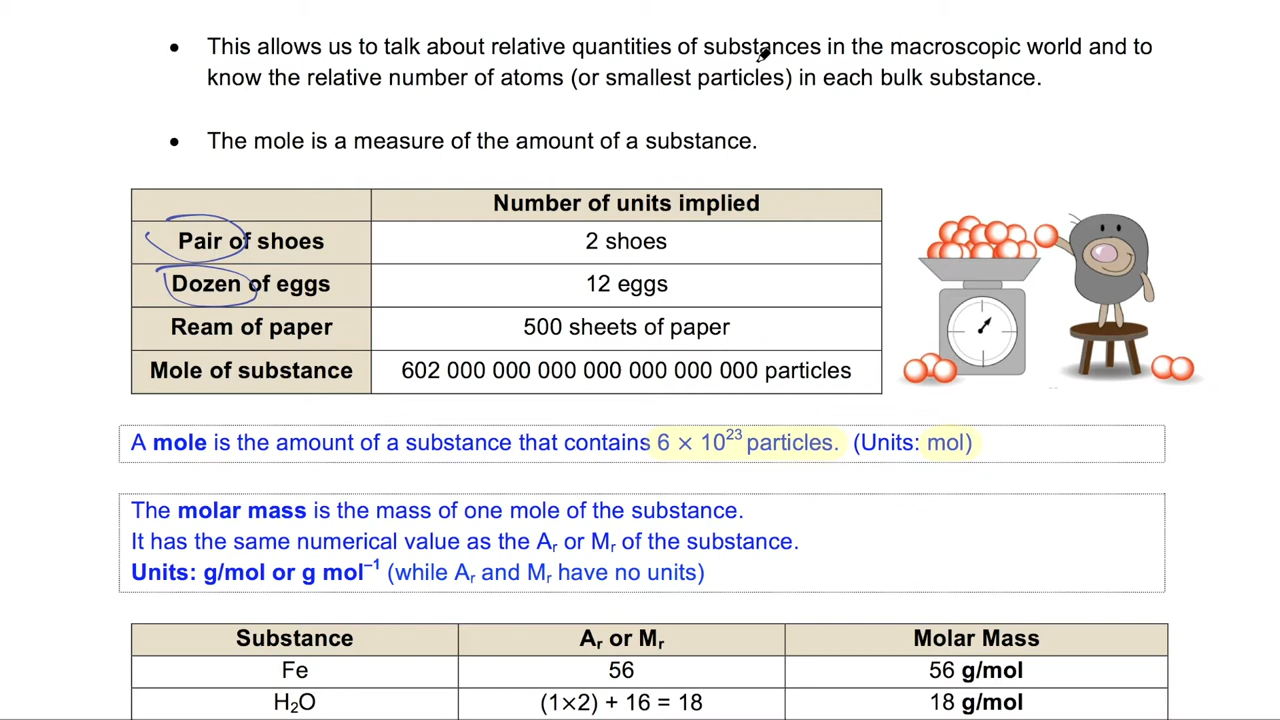 • This allows us to talk about relative quantities of substances in the macroscopic world and to
know the relative number of atoms (or smallest particles) in each bulk substance.
• The mole is a measure of the amount of a substance.
Number of units implied
Pair of shoes 2 shoes
Dozen of eggs 12 eggs
Ream of paper 500 sheets of paper
Mole of substance 602 000 000 000 000 000 000 000 particles
A mole is the amount of a substance that contains 6 × 10²³ particles. (Units: mol)
The molar mass is the mass of one mole of the substance.
It has the same numerical value as the Aᵣ or Mᵣ of the substance.
Units: g/mol or g mol⁻¹ (while Aᵣ and Mᵣ have no units)
Substance Aᵣ or Mᵣ Molar Mass
Fe 56 56 g/mol
H₂O (1×2) + 16 = 18 18 g/mol